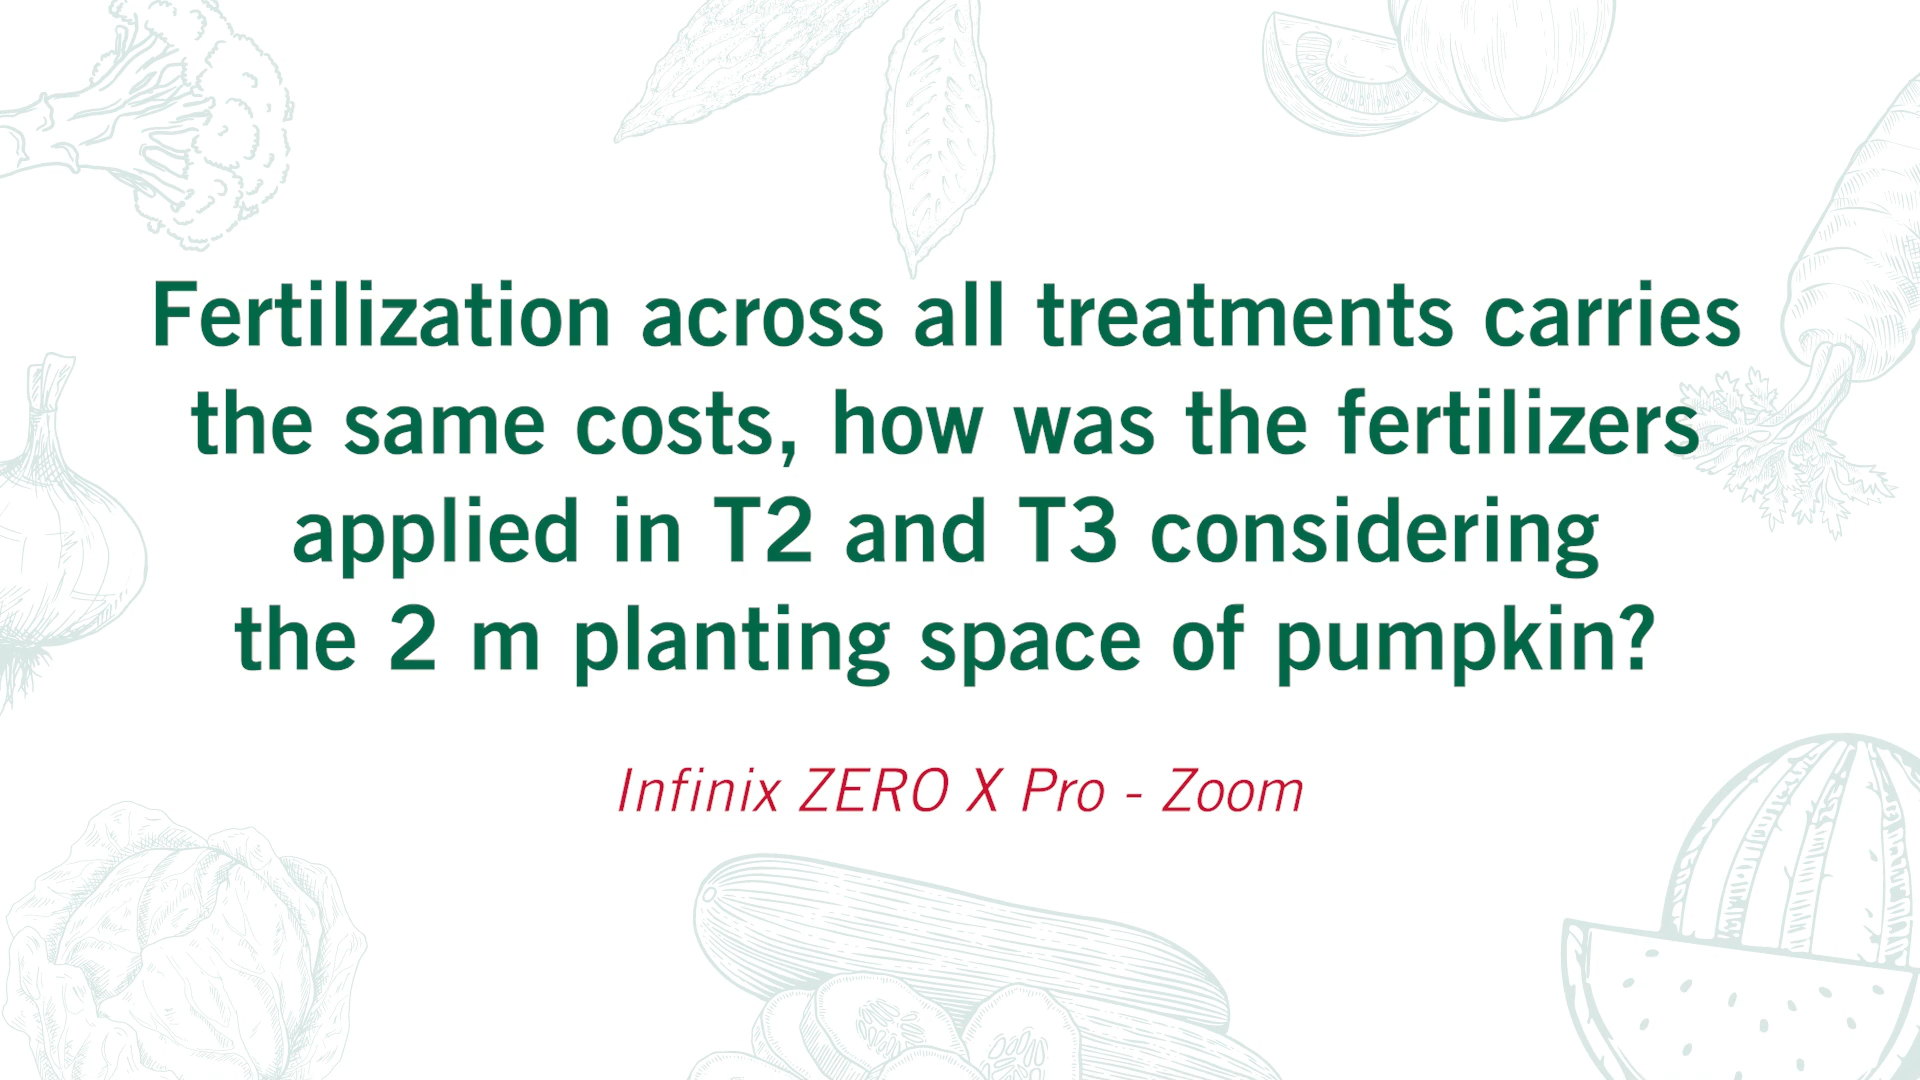 Fertilization across all treatments carries
the same costs, how was the fertilizers
applied in T2 and T3 considering
the 2 m planting space of pumpkin?
Infinix ZERO X Pro - Zoom